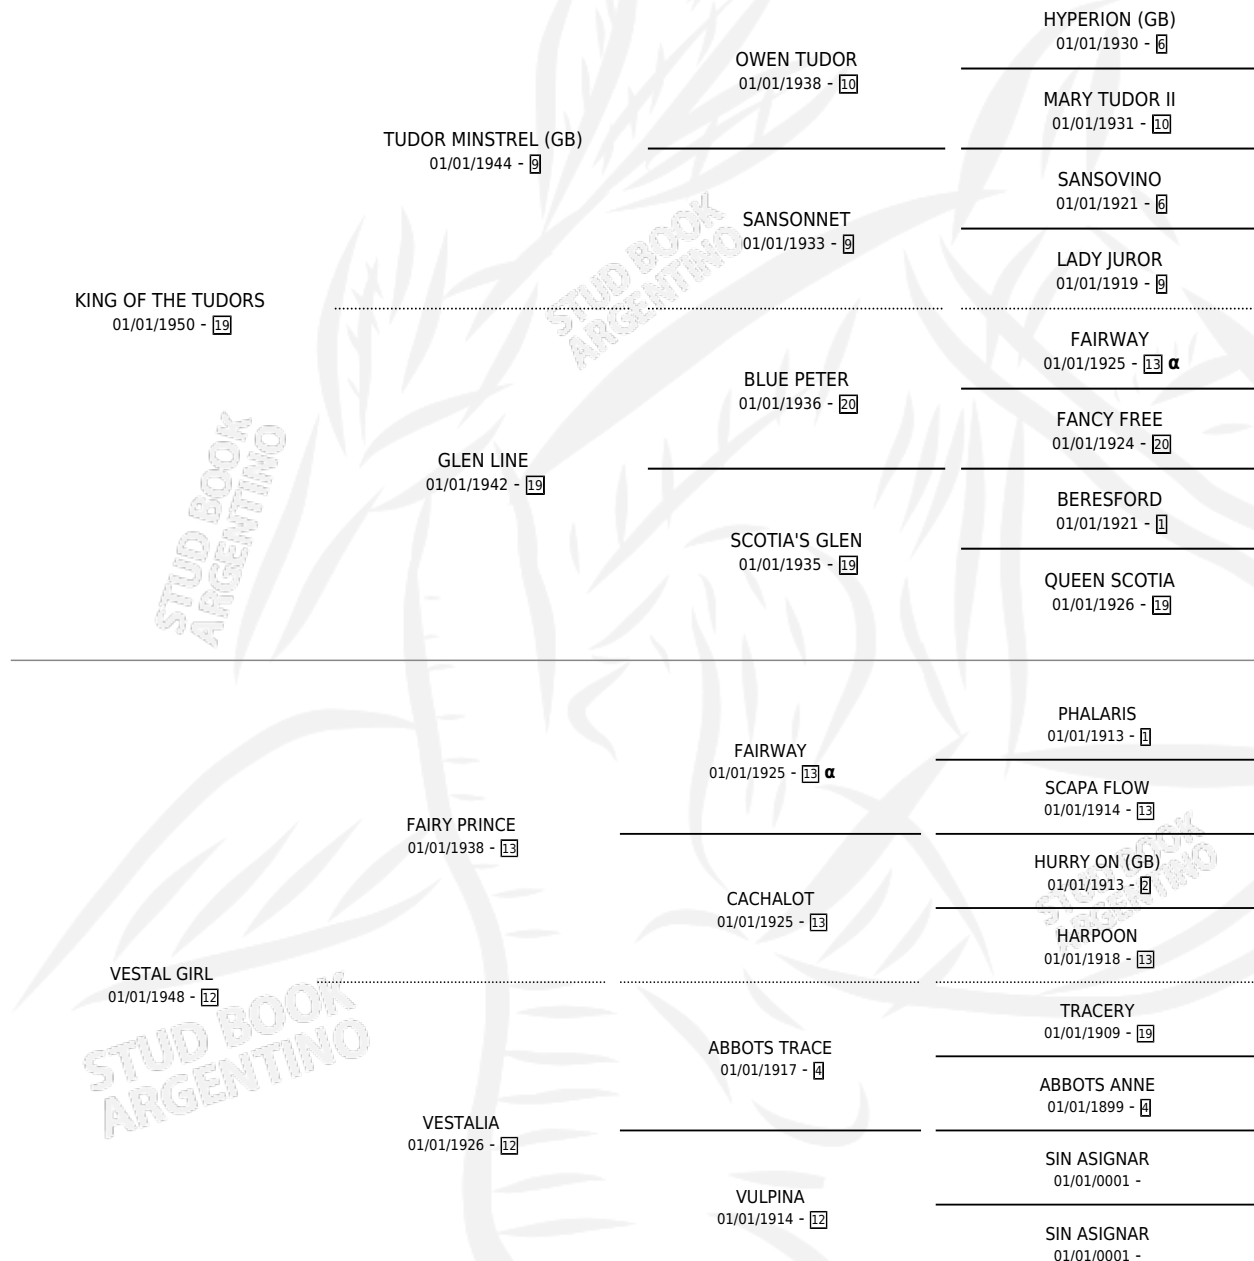 HYPERION (GB)
01/01/1930 - 6
OWEN TUDOR
01/01/1938 - 10
MARY TUDOR II
01/01/1931 - 10
TUDOR MINSTREL (GB)
01/01/1944 - 9
SANSOVINO
01/01/1921 - 6
SANSONNET
01/01/1933 - 9
LADY JUROR
01/01/1919 - 9
KING OF THE TUDORS
01/01/1950 - 19
FAIRWAY
01/01/1925 - 13 α
BLUE PETER
01/01/1936 - 20
FANCY FREE
01/01/1924 - 20
GLEN LINE
01/01/1942 - 19
BERESFORD
01/01/1921 - 1
SCOTIA'S GLEN
01/01/1935 - 19
QUEEN SCOTIA
01/01/1926 - 19
PHALARIS
01/01/1913 - 1
FAIRWAY
01/01/1925 - 13 α
SCAPA FLOW
01/01/1914 - 13
FAIRY PRINCE
01/01/1938 - 13
HURRY ON (GB)
01/01/1913 - 2
CACHALOT
01/01/1925 - 13
HARPOON
01/01/1918 - 13
VESTAL GIRL
01/01/1948 - 12
TRACERY
01/01/1909 - 19
ABBOTS TRACE
01/01/1917 - 4
ABBOTS ANNE
01/01/1899 - 4
VESTALIA
01/01/1926 - 12
SIN ASIGNAR
01/01/0001 -
VULPINA
01/01/1914 - 12
SIN ASIGNAR
01/01/0001 -
STUD BOOK
ARGENTINO
STUD BOOK
ARGENTINO
STUD BOOK
ARGENTINO
STUD BOOK
ARGENTINO